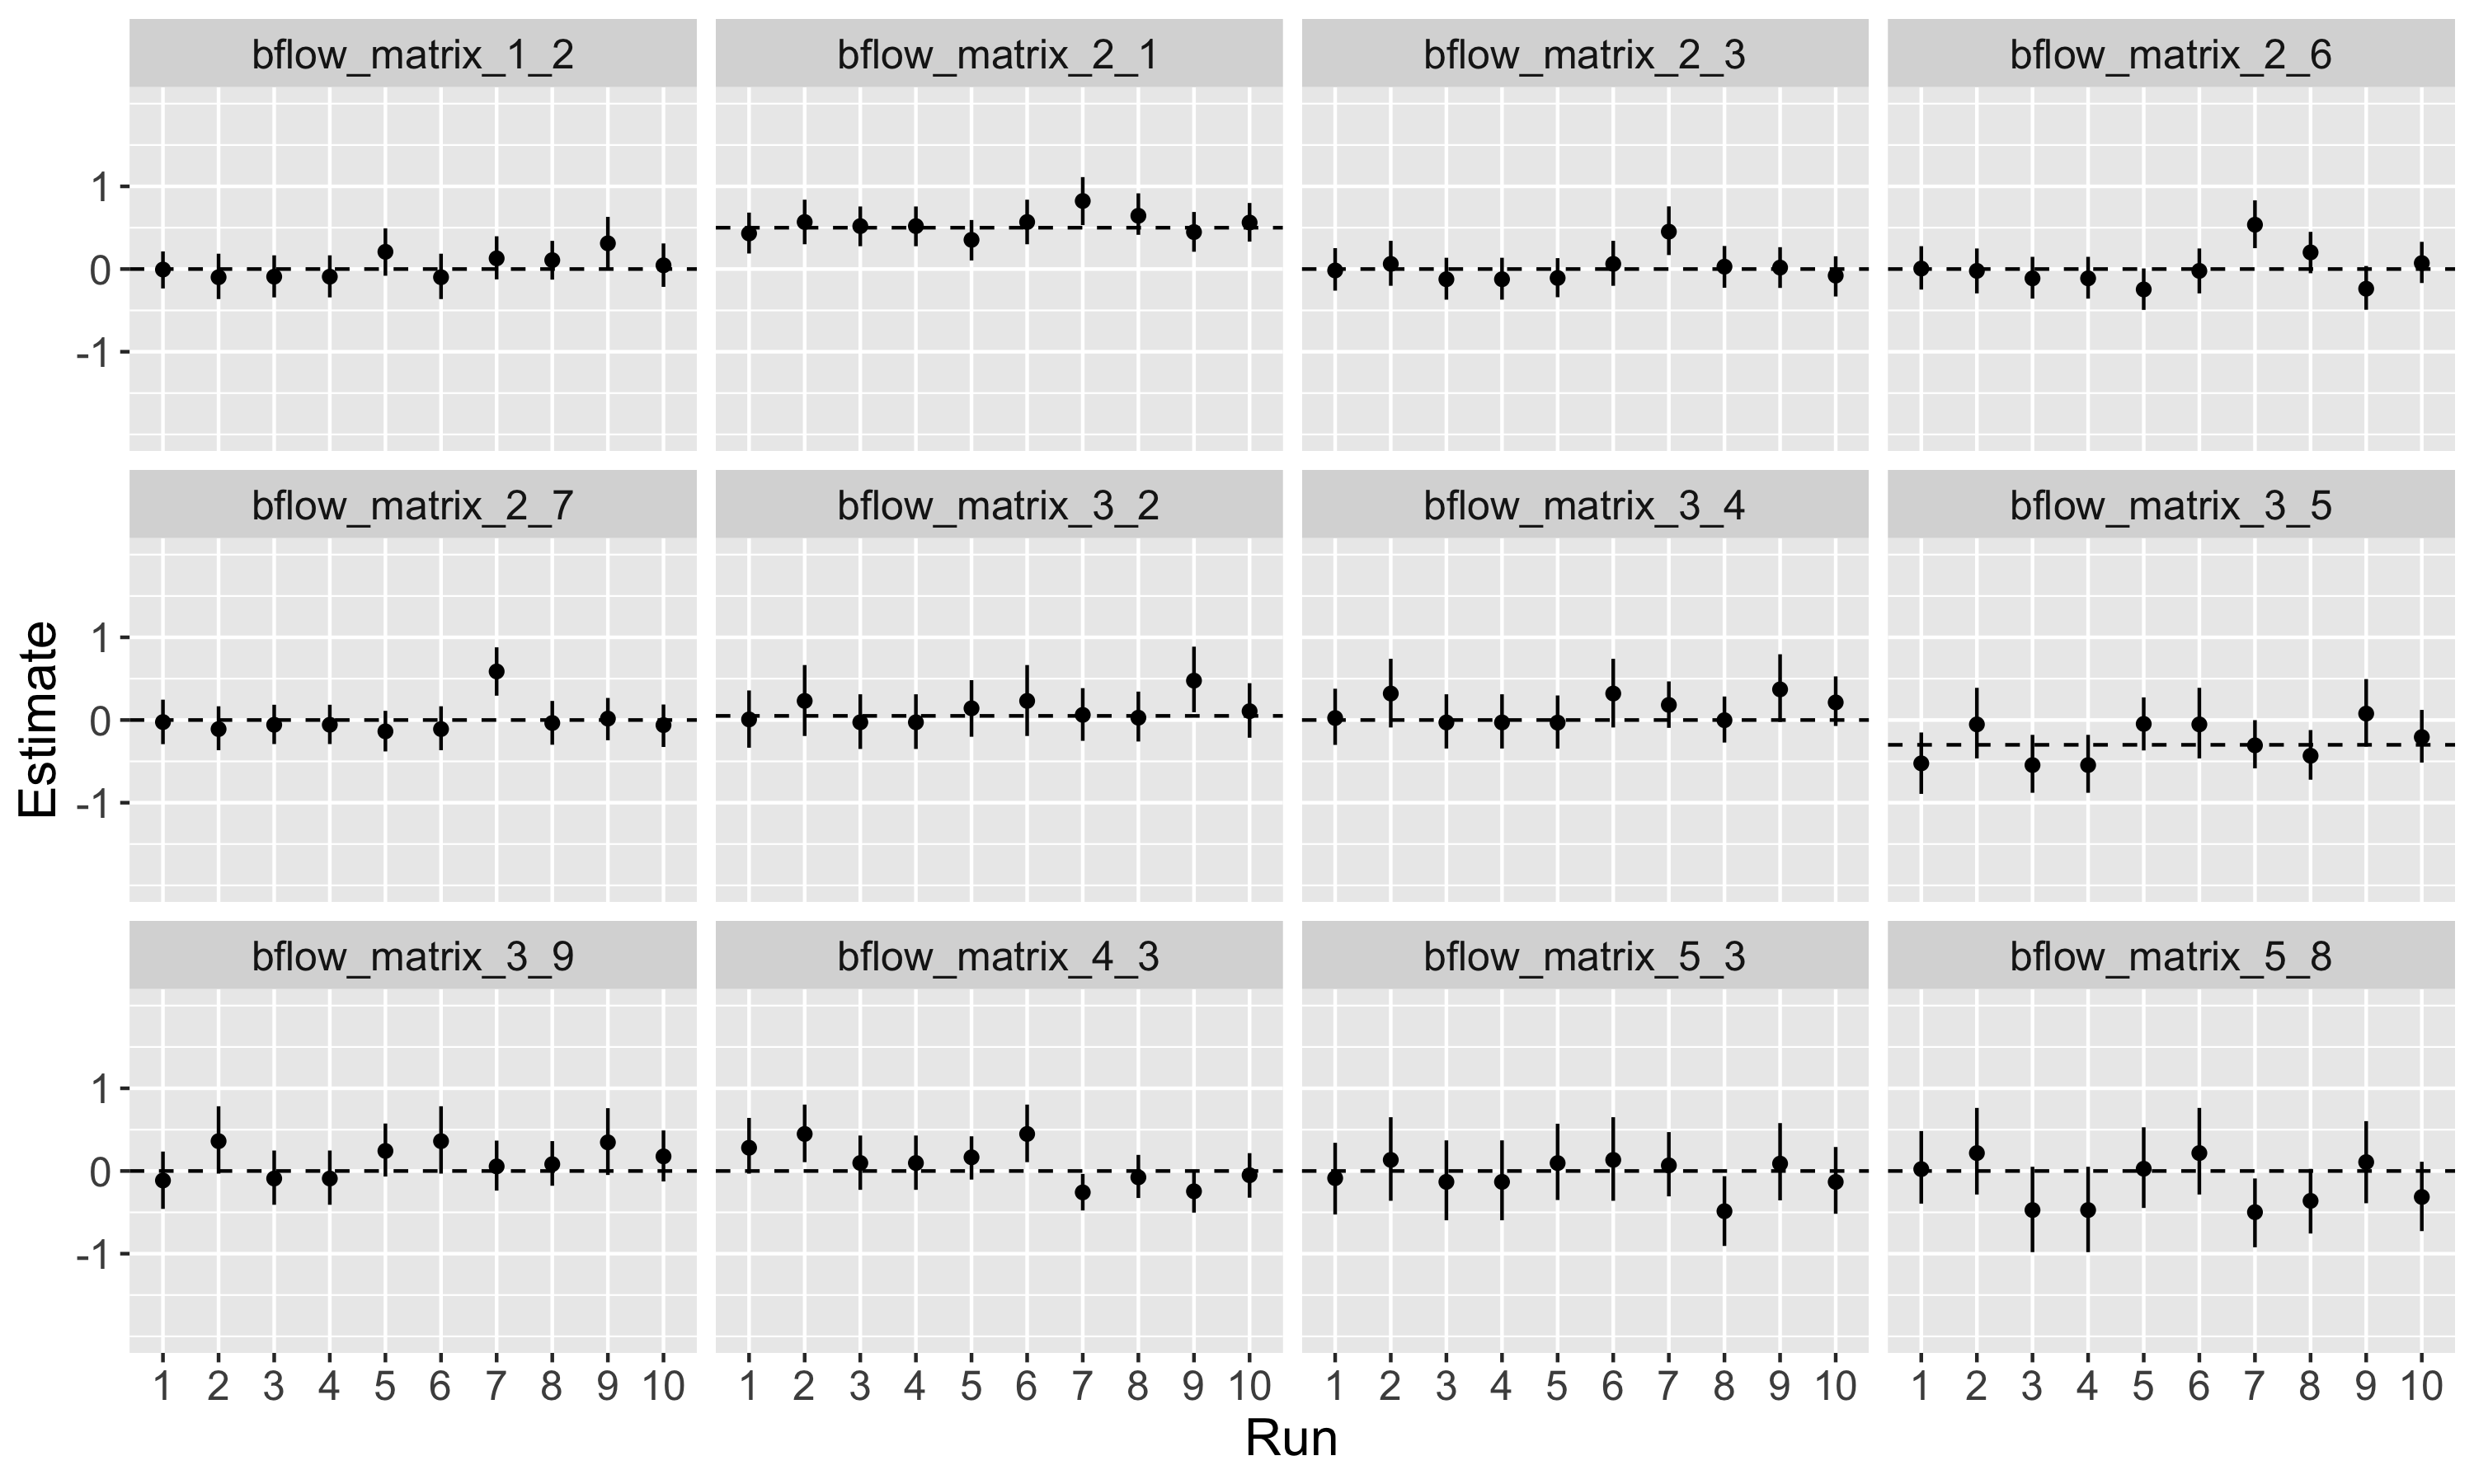 bflow_matrix_1_2 bflow_matrix_2_1 bflow_matrix_2_3 bflow_matrix_2_6
1
0
-1
bflow_matrix_2_7 bflow_matrix_3_2 bflow_matrix_3_4 bflow_matrix_3_5
1
0
-1
Estimate
bflow_matrix_3_9 bflow_matrix_4_3 bflow_matrix_5_3 bflow_matrix_5_8
1
0
-1
1 2 3 4 5 6 7 8 9 10 1 2 3 4 5 6 7 8 9 10 1 2 3 4 5 6 7 8 9 10 1 2 3 4 5 6 7 8 9 10
Run